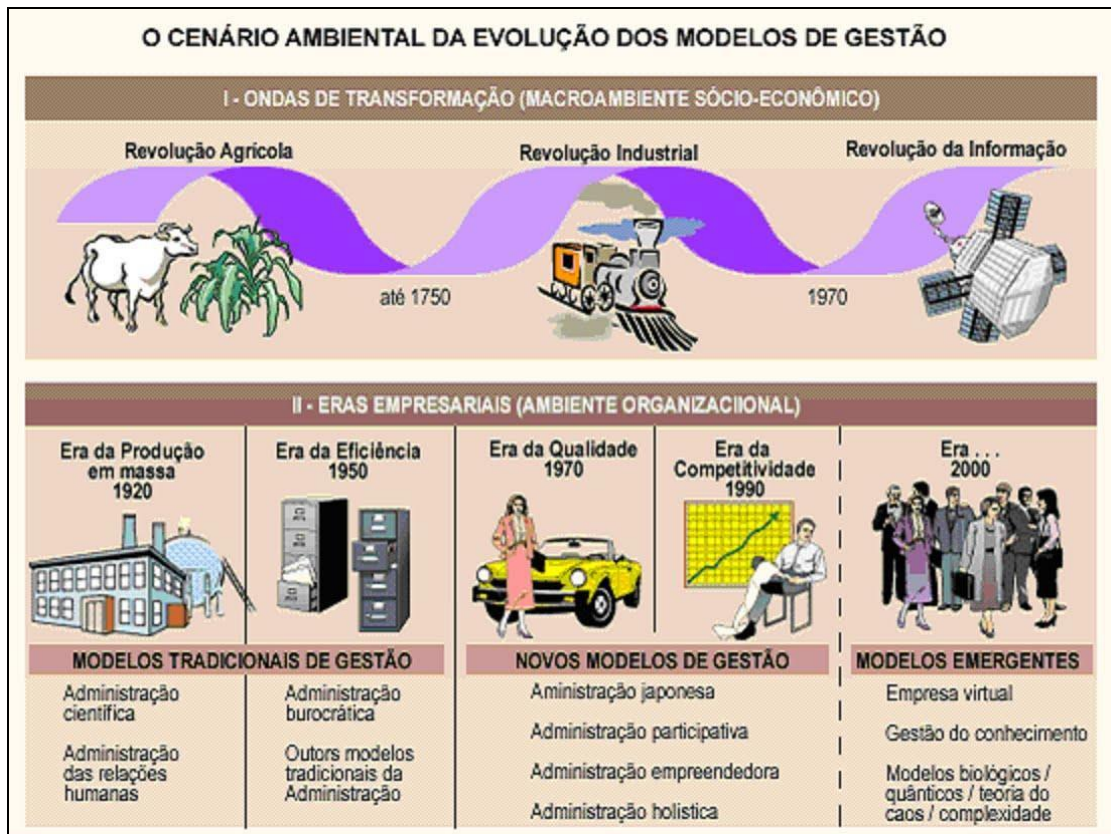 O CENÁRIO AMBIENTAL DA EVOLUÇÃO DOS MODELOS DE GESTÃO
I - ONDAS DE TRANSFORMAÇÃO (MACROAMBIENTE SÓCIO-ECONÔMICO)
Revolução Agrícola
Revolução Industrial
Revolução da Informação
até 1750
1970
II - ERAS EMPRESARIAIS (AMBIENTE ORGANIZACIIONAL)
Era da Produção
em massa
1920
Era da Eficiência
1950
Era da Qualidade
1970
Era da
Competitividade
1990
Era . . .
2000
MODELOS TRADICIONAIS DE GESTÃO
Administração
científica
Administração
das relações
humanas
Administração
burocrática
Outors modelos
tradicionais da
Administração
NOVOS MODELOS DE GESTÃO
Aministração japonesa
Administração participativa
Administração empreendedora
Administração holística
MODELOS EMERGENTES
Empresa virtual
Gestão do conhecimento
Modelos biológicos /
quânticos / teoria do
caos / complexidade